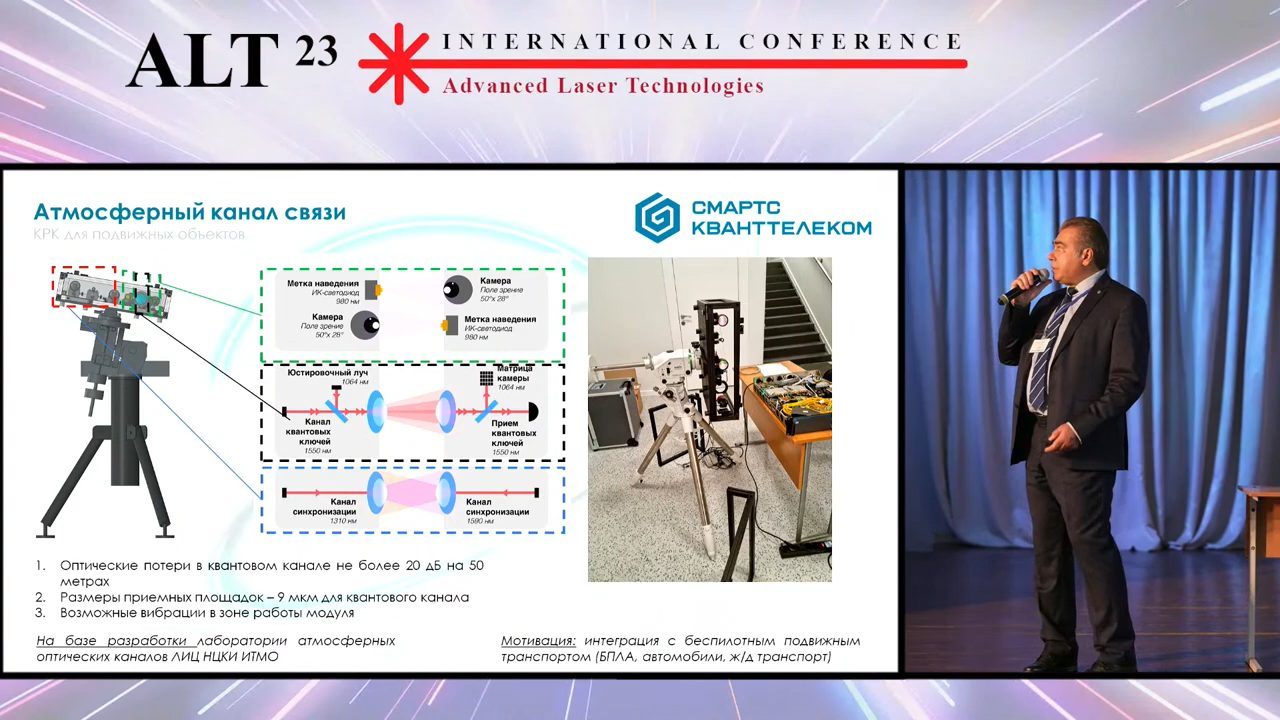 ALT 23
INTERNATIONAL CONFERENCE
Advanced Laser Technologies
Атмосферный канал связи
КРК для подвижных объектов
СМАРТС
КВАНТТЕЛЕКОМ
Метка наведения
ИК-светодиод
980 нм
Камера
Поле зрение
50°x 28°
Камера
Поле зрение
50°x 28°
Метка наведения
ИК-светодиод
980 нм
Юстировочный луч
1064 нм
Матрица
камеры
1064 нм
Канал
квантовых
ключей
1550 нм
Прием
квантовых
ключей
1550 нм
Канал
синхронизации
1310 нм
Канал
синхронизации
1590 нм
1. Оптические потери в квантовом канале не более 20 дБ на 50
метрах
2. Размеры приемных площадок – 9 мкм для квантового канала
3. Возможные вибрации в зоне работы модуля
На базе разработки лаборатории атмосферных
оптических каналов ЛИЦ НЦКИ ИТМО
Мотивация: интеграция с беспилотным подвижным
транспортом (БПЛА, автомобили, ж/д транспорт)